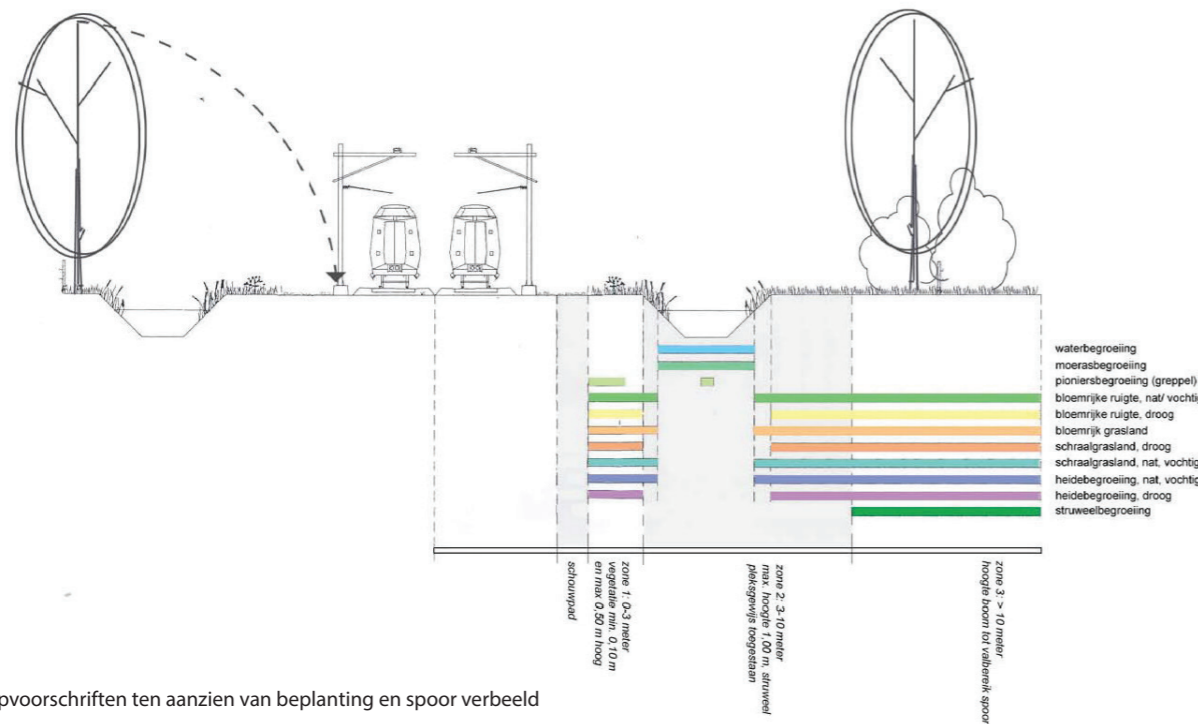 waterbegroeiing
moerasbegroeiing
pioniersbegroeiing (greppel)
bloemrijke ruigte, nat/ vochtig
bloemrijke ruigte, droog
bloemrijk grasland
schraalgrasland, droog
schraalgrasland, nat, vochtig
heidebegroeiing, nat, vochtig
heidebegroeiing, droog
struweelbegroeiing
schouwpad
zone 1: 0-3 meter
vegetatie min. 0,10 m
en max 0,50 m hoog
zone 2: 3-10 meter
max. hoogte 1,00 m, struweel
pleksgewijs toegestaan
zone 3: > 10 meter
hoogte boom tot valbereik spoor
pvoorschriften ten aanzien van beplanting en spoor verbeeld